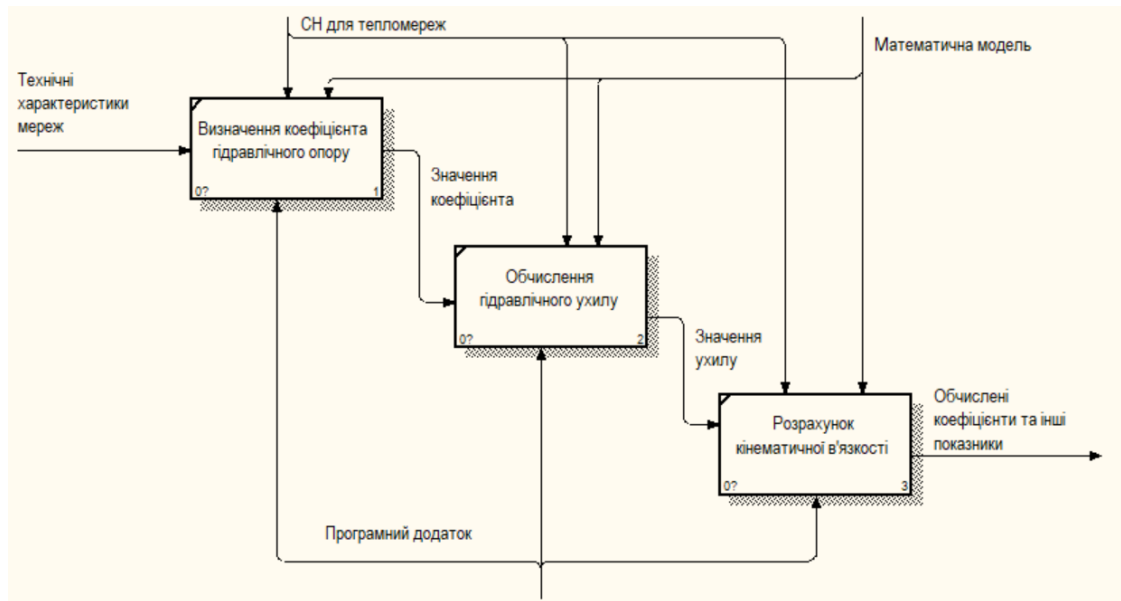 СН для тепломереж
Математична модель
Технічні
характеристики
мереж
Визначення коефіцієнта
гідравлічного опору
0?
1
Значення
коефіцієнта
Обчислення
гідравлічного ухилу
0?
2
Значення
ухилу
Розрахунок
кінематичної в'язкості
0?
3
Обчислені
коефіцієнти та інші
показники
Програмний додаток